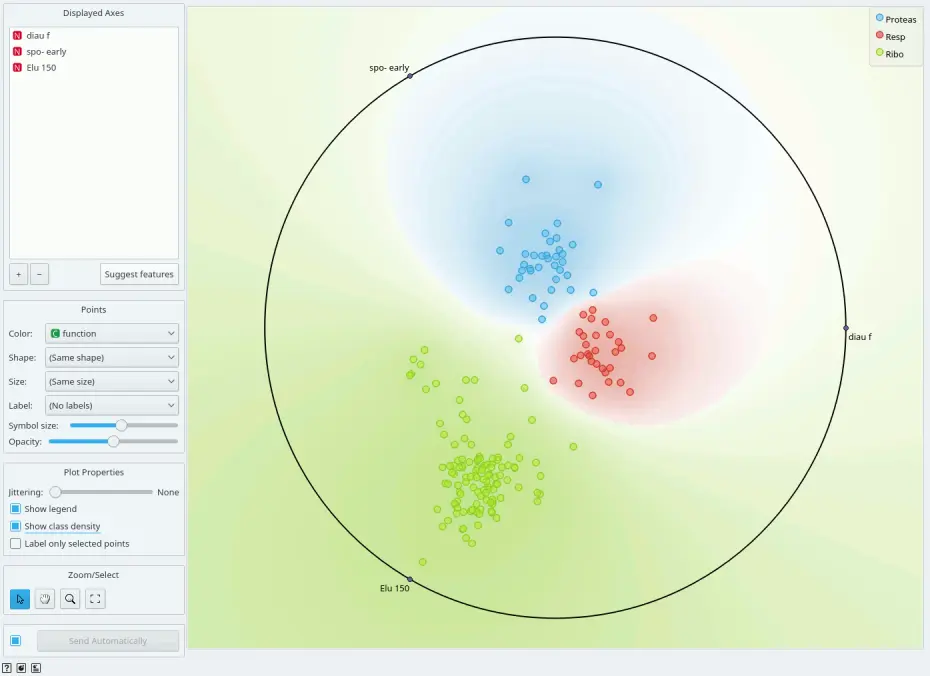 Displayed Axes
N diau f
N spo- early
N Elu 150
+ − Suggest features
Points
Color: C function
Shape: (Same shape)
Size: (Same size)
Label: (No labels)
Symbol size:
Opacity:
Plot Properties
Jittering: None
Show legend
Show class density
Label only selected points
Zoom/Select
Send Automatically
?
spo- early
diau f
Elu 150
Proteas
Resp
Ribo